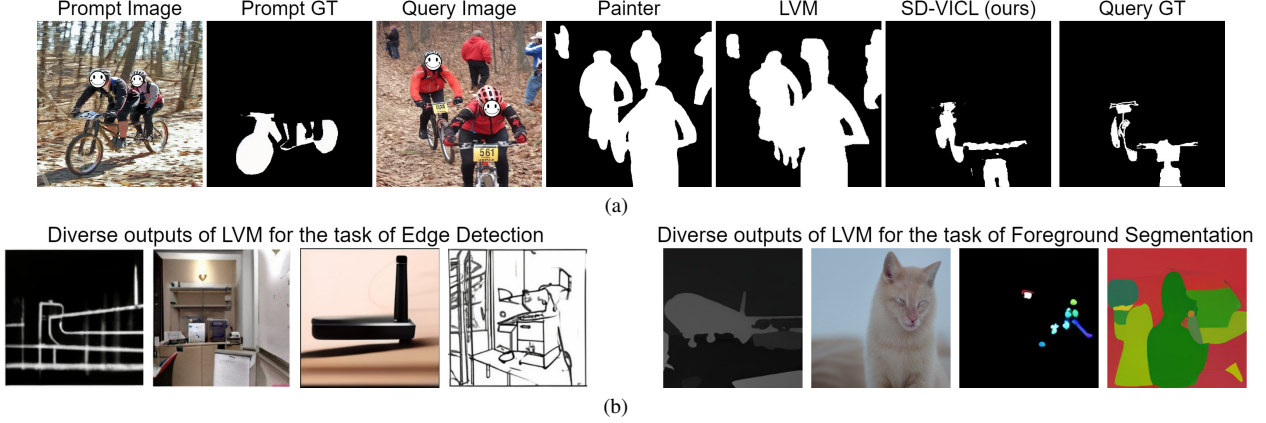 Prompt Image Prompt GT Query Image Painter LVM SD-VICL (ours) Query GT
561
(a)
Diverse outputs of LVM for the task of Edge Detection
Diverse outputs of LVM for the task of Foreground Segmentation
(b)